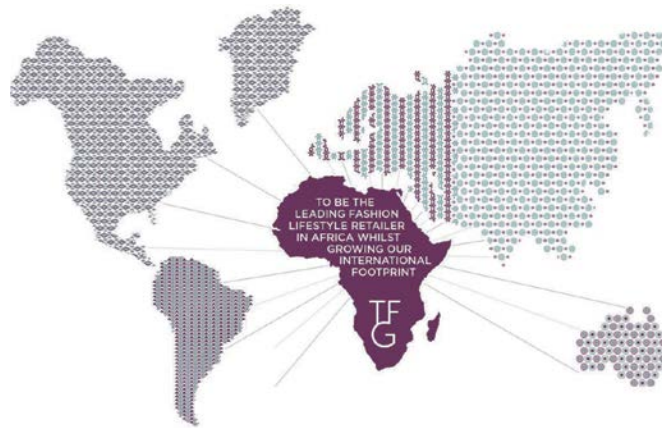 TO BE THE
LEADING FASHION
LIFESTYLE RETAILER
IN AFRICA WHILST
GROWING OUR
INTERNATIONAL
FOOTPRINT
TF
G